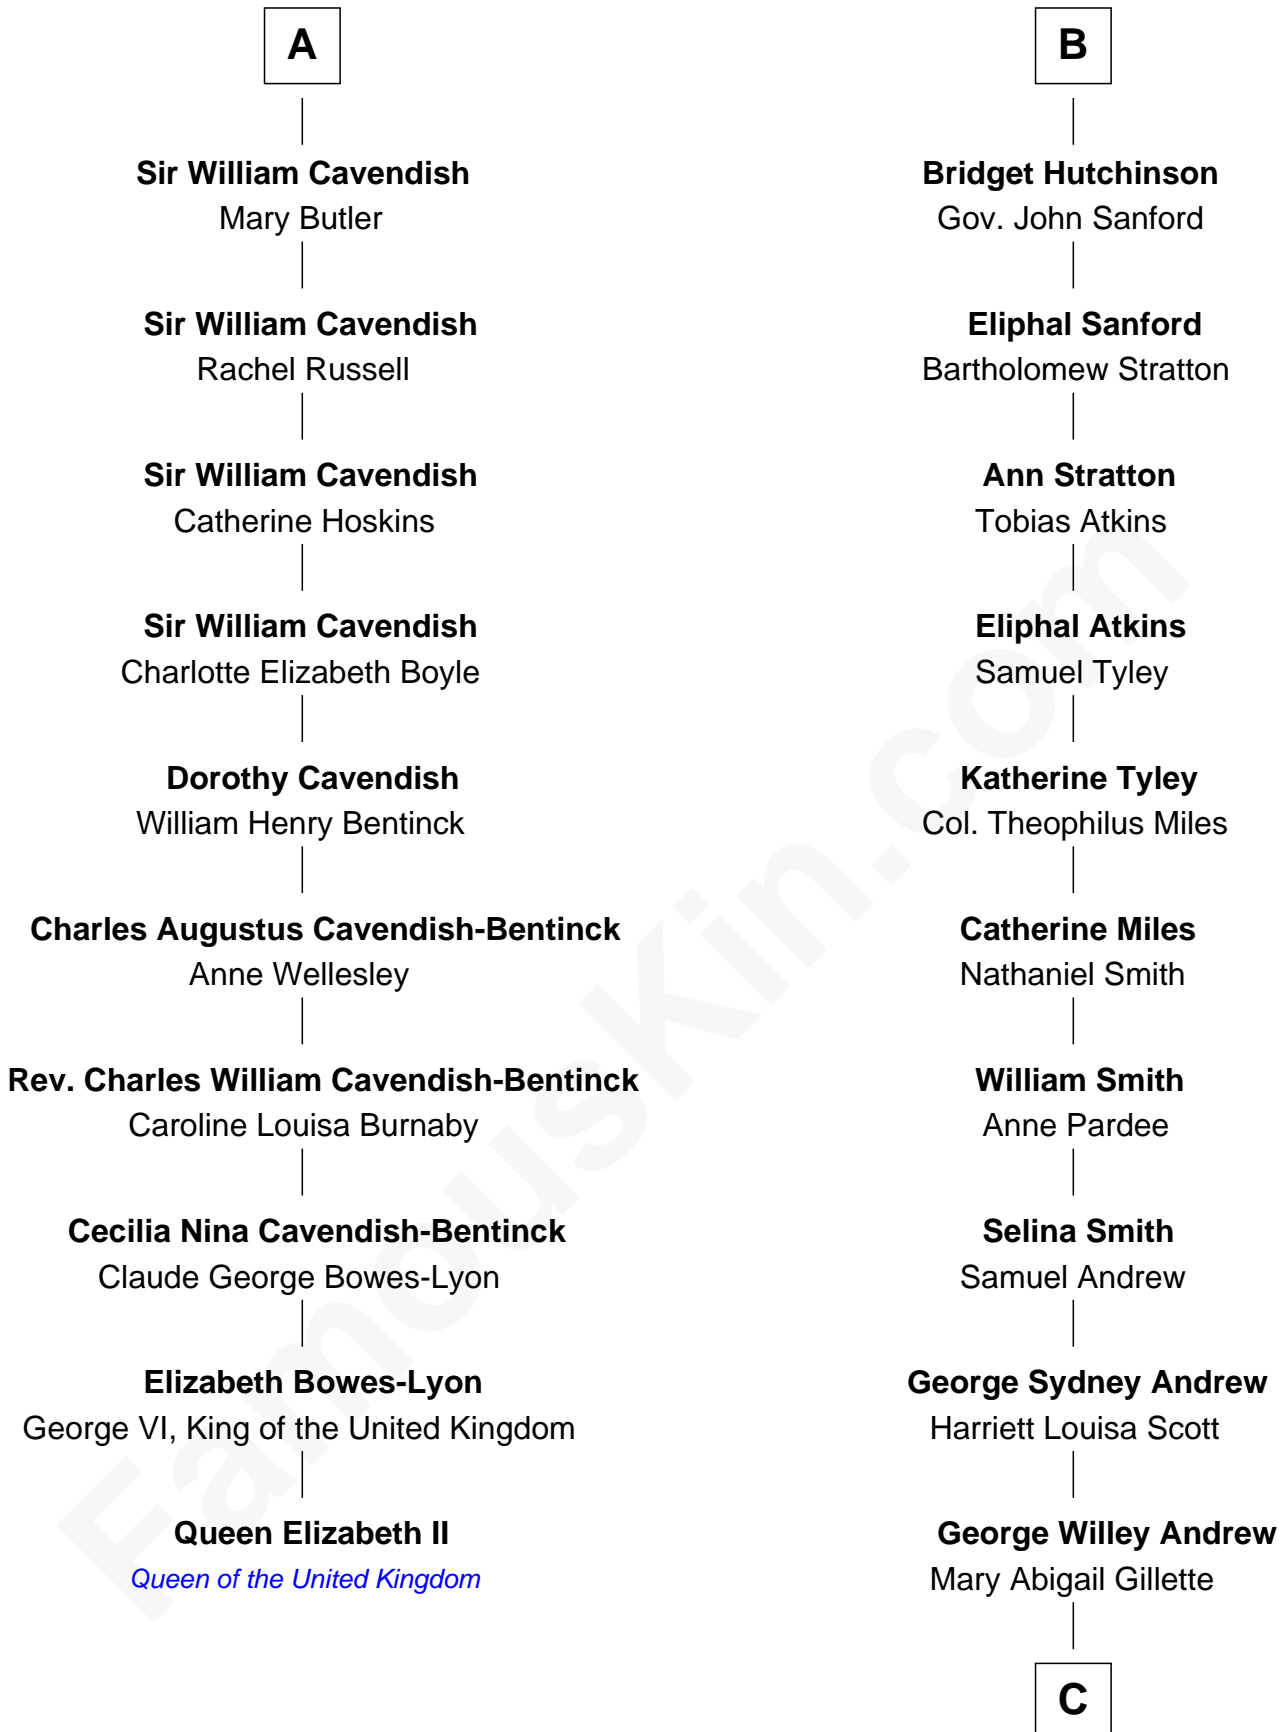 A
Sir William Cavendish
Mary Butler
Sir William Cavendish
Rachel Russell
Sir William Cavendish
Catherine Hoskins
Sir William Cavendish
Charlotte Elizabeth Boyle
Dorothy Cavendish
William Henry Bentinck
Charles Augustus Cavendish-Bentinck
Anne Wellesley
Rev. Charles William Cavendish-Bentinck
Caroline Louisa Burnaby
Cecilia Nina Cavendish-Bentinck
Claude George Bowes-Lyon
Elizabeth Bowes-Lyon
George VI, King of the United Kingdom
Queen Elizabeth II
Queen of the United Kingdom
B
Bridget Hutchinson
Gov. John Sanford
Eliphal Sanford
Bartholomew Stratton
Ann Stratton
Tobias Atkins
Eliphal Atkins
Samuel Tyley
Katherine Tyley
Col. Theophilus Miles
Catherine Miles
Nathaniel Smith
William Smith
Anne Pardee
Selina Smith
Samuel Andrew
George Sydney Andrew
Harriett Louisa Scott
George Willey Andrew
Mary Abigail Gillette
C
FamousKin.com